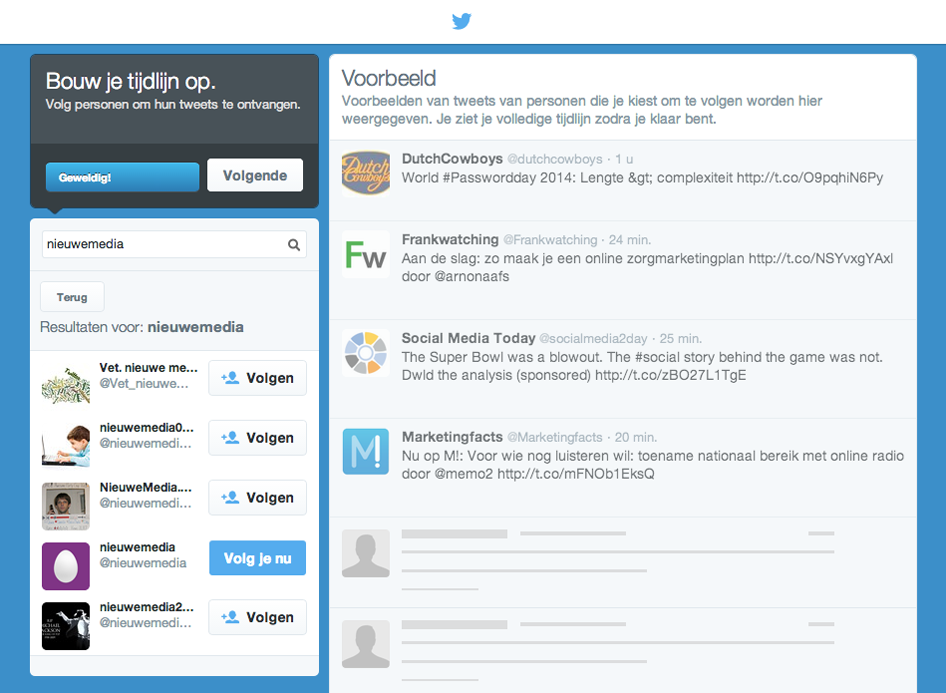 Bouw je tijdlijn op.
Volg personen om hun tweets te ontvangen.
Geweldig!
Volgende
nieuwemedia
Terug
Resultaten voor: nieuwemedia
Vet. nieuwe me...
@Vet_nieuwe...
Volgen
nieuwemedia0...
@nieuwemedi...
Volgen
NieuweMedia....
@nieuwemedi...
Volgen
nieuwemedia
@nieuwemedia
Volg je nu
nieuwemedia2...
@nieuwemedi...
Volgen
Voorbeeld
Voorbeelden van tweets van personen die je kiest om te volgen worden hier
weergegeven. Je ziet je volledige tijdlijn zodra je klaar bent.
Dutch
Cowboys
DutchCowboys @dutchcowboys · 1 u
World #Passwordday 2014: Lengte &gt; complexiteit http://t.co/O9pqhiN6Py
Fw
Frankwatching @Frankwatching · 24 min.
Aan de slag: zo maak je een online zorgmarketingplan http://t.co/NSYvxgYAxl
door @arnonaafs
Social Media Today @socialmedia2day · 25 min.
The Super Bowl was a blowout. The #social story behind the game was not.
Dwld the analysis (sponsored) http://t.co/zBO27L1TgE
M!
Marketingfacts @Marketingfacts · 20 min.
Nu op M!: Voor wie nog luisteren wil: toename nationaal bereik met online radio
door @memo2 http://t.co/mFNOb1EksQ